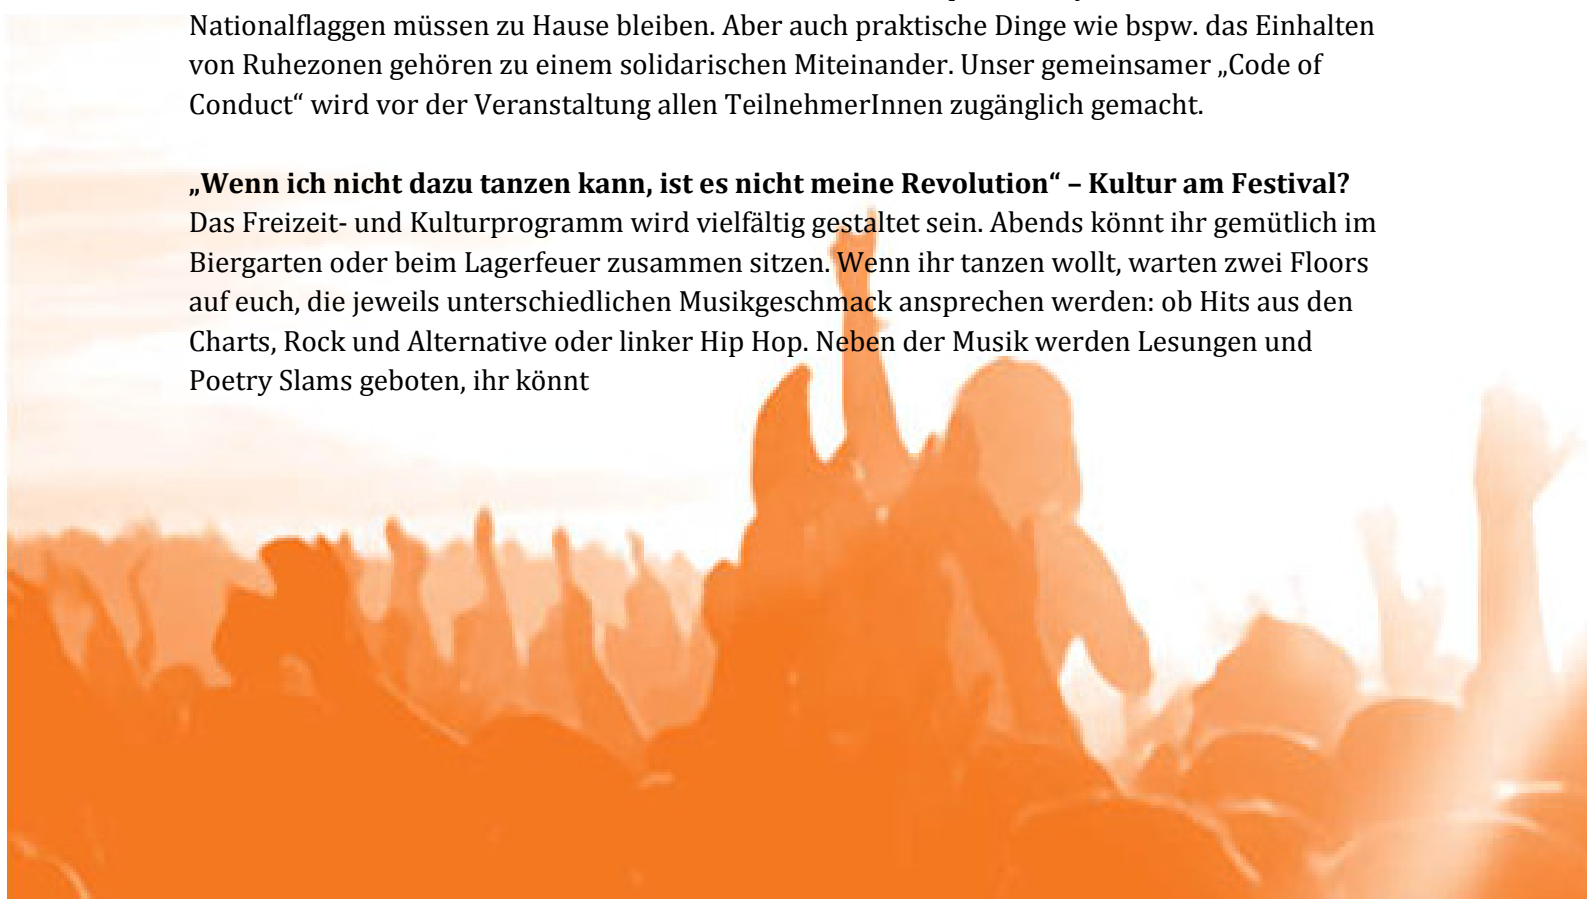 Nationalflaggen müssen zu Hause bleiben. Aber auch praktische Dinge wie bspw. das Einhalten
von Ruhezonen gehören zu einem solidarischen Miteinander. Unser gemeinsamer „Code of
Conduct“ wird vor der Veranstaltung allen TeilnehmerInnen zugänglich gemacht.
„Wenn ich nicht dazu tanzen kann, ist es nicht meine Revolution“ – Kultur am Festival?
Das Freizeit- und Kulturprogramm wird vielfältig gestaltet sein. Abends könnt ihr gemütlich im
Biergarten oder beim Lagerfeuer zusammen sitzen. Wenn ihr tanzen wollt, warten zwei Floors
auf euch, die jeweils unterschiedlichen Musikgeschmack ansprechen werden: ob Hits aus den
Charts, Rock und Alternative oder linker Hip Hop. Neben der Musik werden Lesungen und
Poetry Slams geboten, ihr könnt